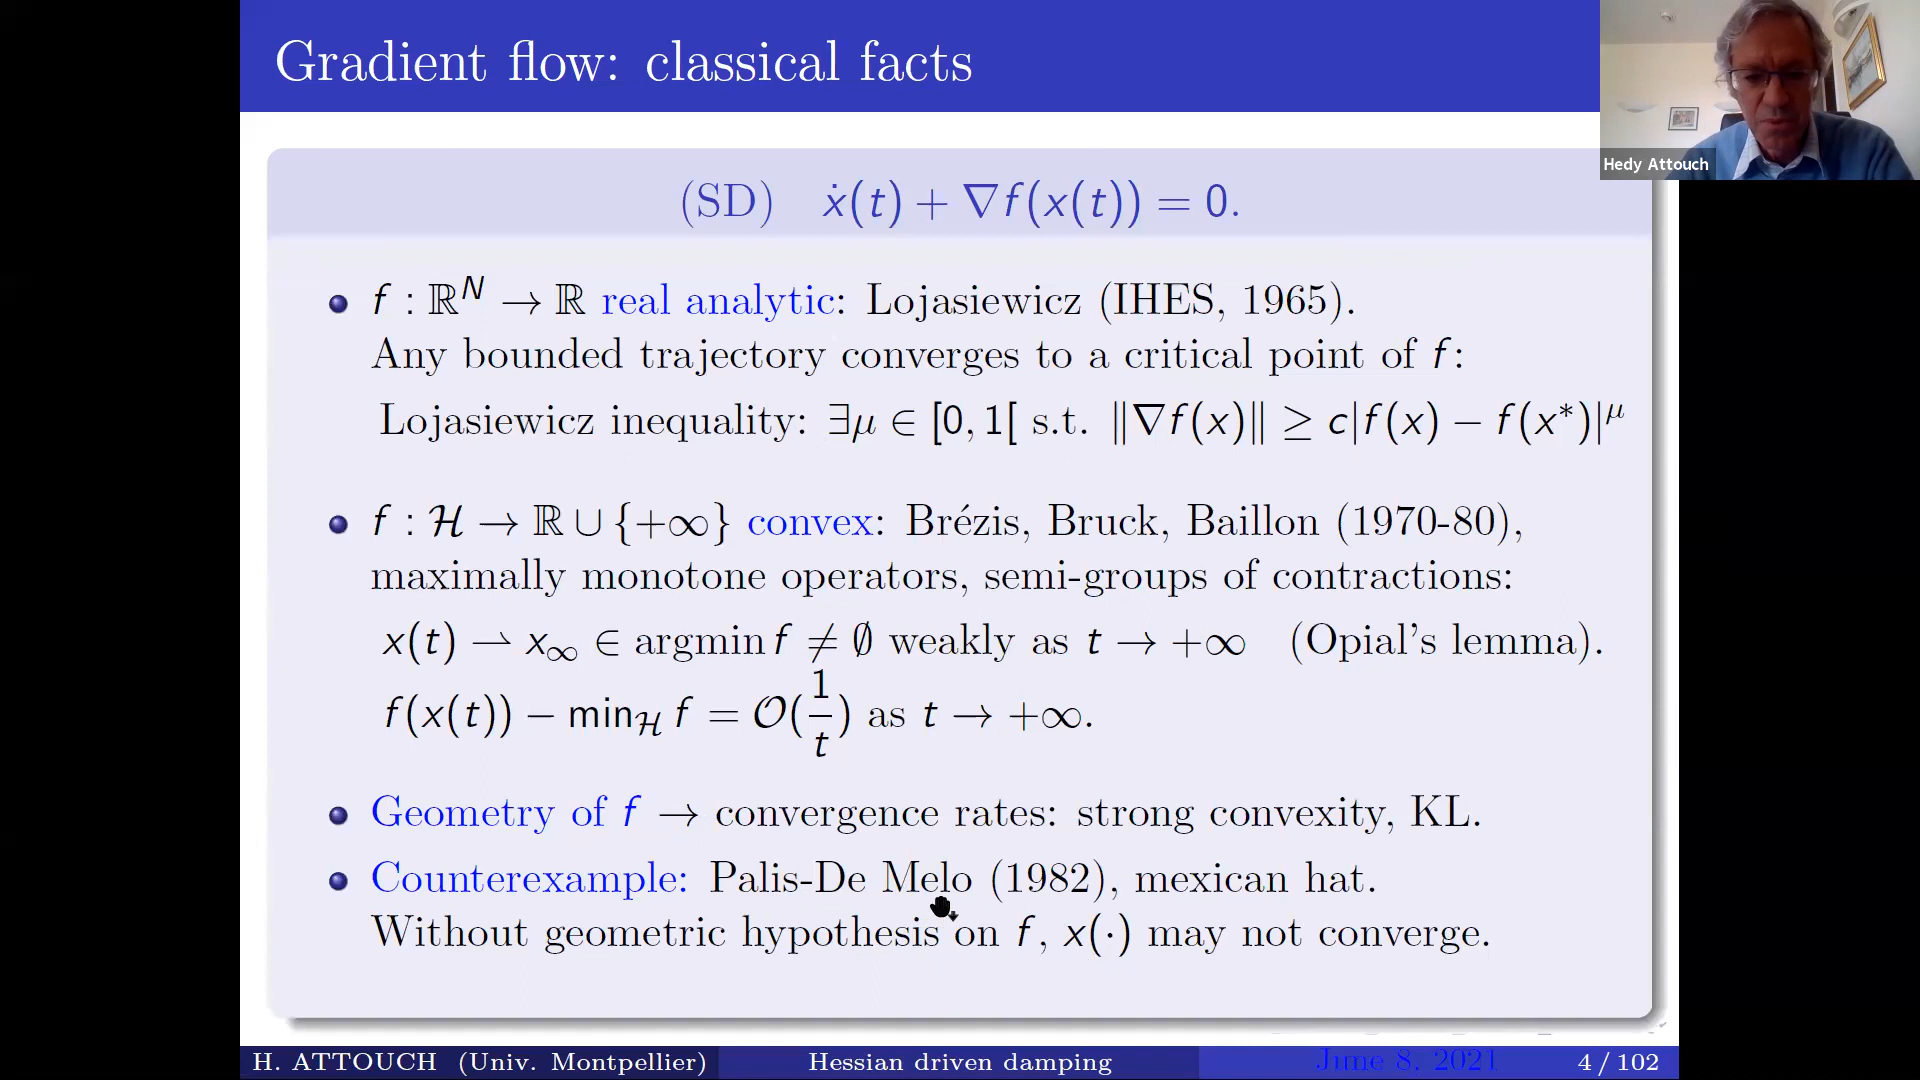 Gradient flow: classical facts
Hedy Attouch
(SD) ẋ(t) + ∇f(x(t)) = 0.
f : ℝᴺ → ℝ real analytic: Lojasiewicz (IHES, 1965).
Any bounded trajectory converges to a critical point of f:
Lojasiewicz inequality: ∃μ ∈ [0, 1[ s.t. ‖∇f(x)‖ ≥ c|f(x) − f(x*)|^μ
f : ℋ → ℝ ∪ {+∞} convex: Brézis, Bruck, Baillon (1970-80),
maximally monotone operators, semi-groups of contractions:
x(t) ⇀ x_∞ ∈ argmin f ≠ ∅ weakly as t → +∞ (Opial's lemma).
f(x(t)) − min_ℋ f = 𝒪(1/t) as t → +∞.
Geometry of f → convergence rates: strong convexity, KL.
Counterexample: Palis-De Melo (1982), mexican hat.
Without geometric hypothesis on f, x(·) may not converge.
H. ATTOUCH (Univ. Montpellier) Hessian driven damping June 8, 2021 4 / 102